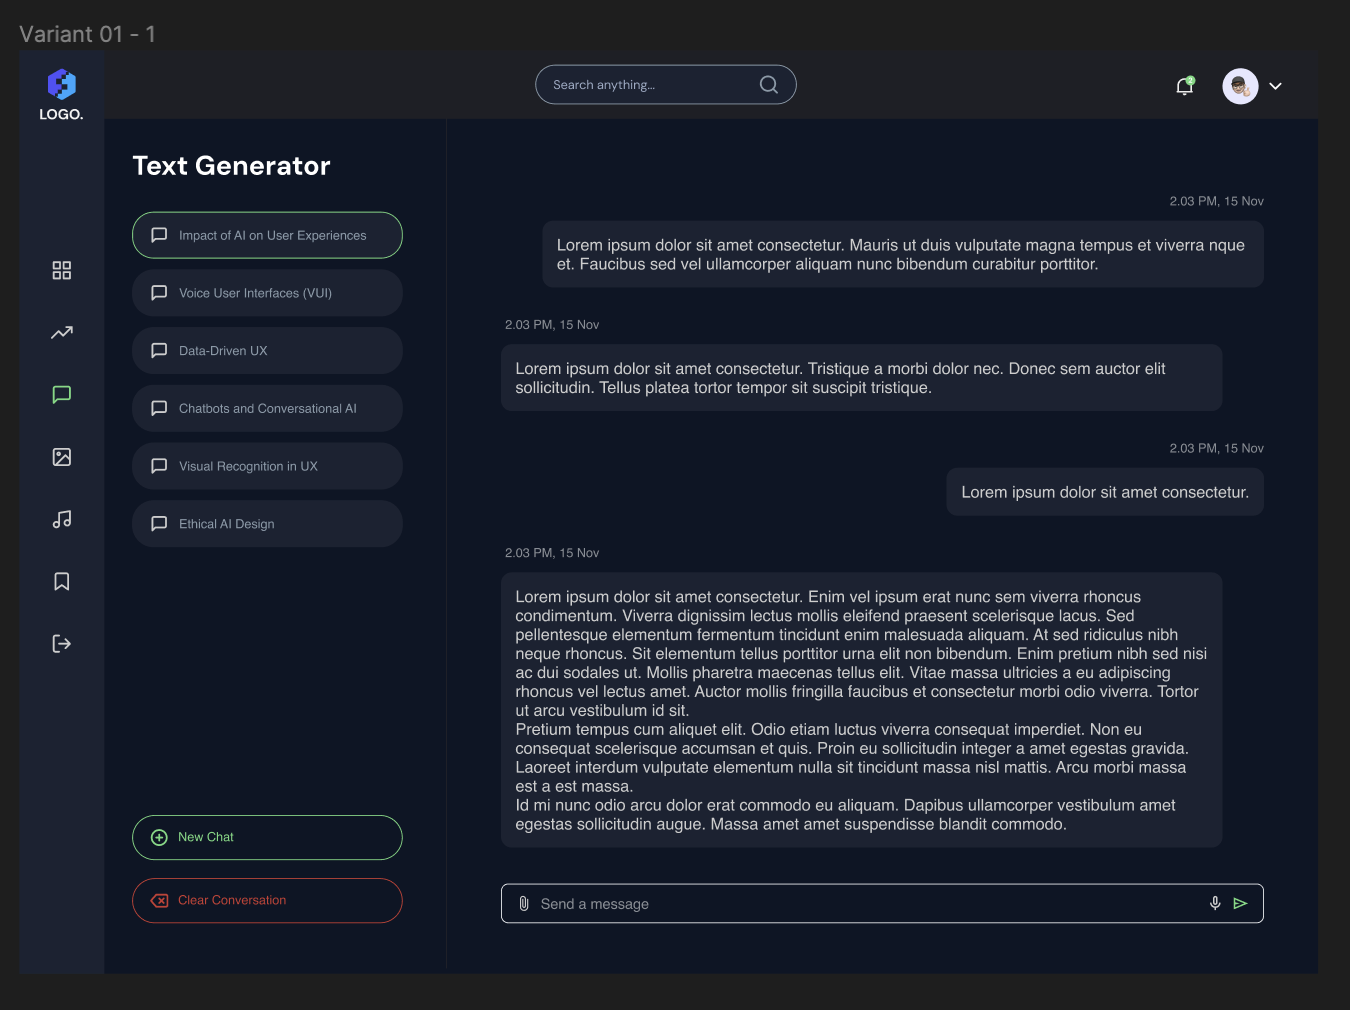 Variant 01 - 1
LOGO.
Search anything...
2
Text Generator
Impact of AI on User Experiences
Voice User Interfaces (VUI)
Data-Driven UX
Chatbots and Conversational AI
Visual Recognition in UX
Ethical AI Design
New Chat
Clear Conversation
2.03 PM, 15 Nov
Lorem ipsum dolor sit amet consectetur. Mauris ut duis vulputate magna tempus et viverra nque
et. Faucibus sed vel ullamcorper aliquam nunc bibendum curabitur porttitor.
2.03 PM, 15 Nov
Lorem ipsum dolor sit amet consectetur. Tristique a morbi dolor nec. Donec sem auctor elit
sollicitudin. Tellus platea tortor tempor sit suscipit tristique.
2.03 PM, 15 Nov
Lorem ipsum dolor sit amet consectetur.
2.03 PM, 15 Nov
Lorem ipsum dolor sit amet consectetur. Enim vel ipsum erat nunc sem viverra rhoncus
condimentum. Viverra dignissim lectus mollis eleifend praesent scelerisque lacus. Sed
pellentesque elementum fermentum tincidunt enim malesuada aliquam. At sed ridiculus nibh
neque rhoncus. Sit elementum tellus porttitor urna elit non bibendum. Enim pretium nibh sed nisi
ac dui sodales ut. Mollis pharetra maecenas tellus elit. Vitae massa ultricies a eu adipiscing
rhoncus vel lectus amet. Auctor mollis fringilla faucibus et consectetur morbi odio viverra. Tortor
ut arcu vestibulum id sit.
Pretium tempus cum aliquet elit. Odio etiam luctus viverra consequat imperdiet. Non eu
consequat scelerisque accumsan et quis. Proin eu sollicitudin integer a amet egestas gravida.
Laoreet interdum vulputate elementum nulla sit tincidunt massa nisl mattis. Arcu morbi massa
est a est massa.
Id mi nunc odio arcu dolor erat commodo eu aliquam. Dapibus ullamcorper vestibulum amet
egestas sollicitudin augue. Massa amet amet suspendisse blandit commodo.
Send a message